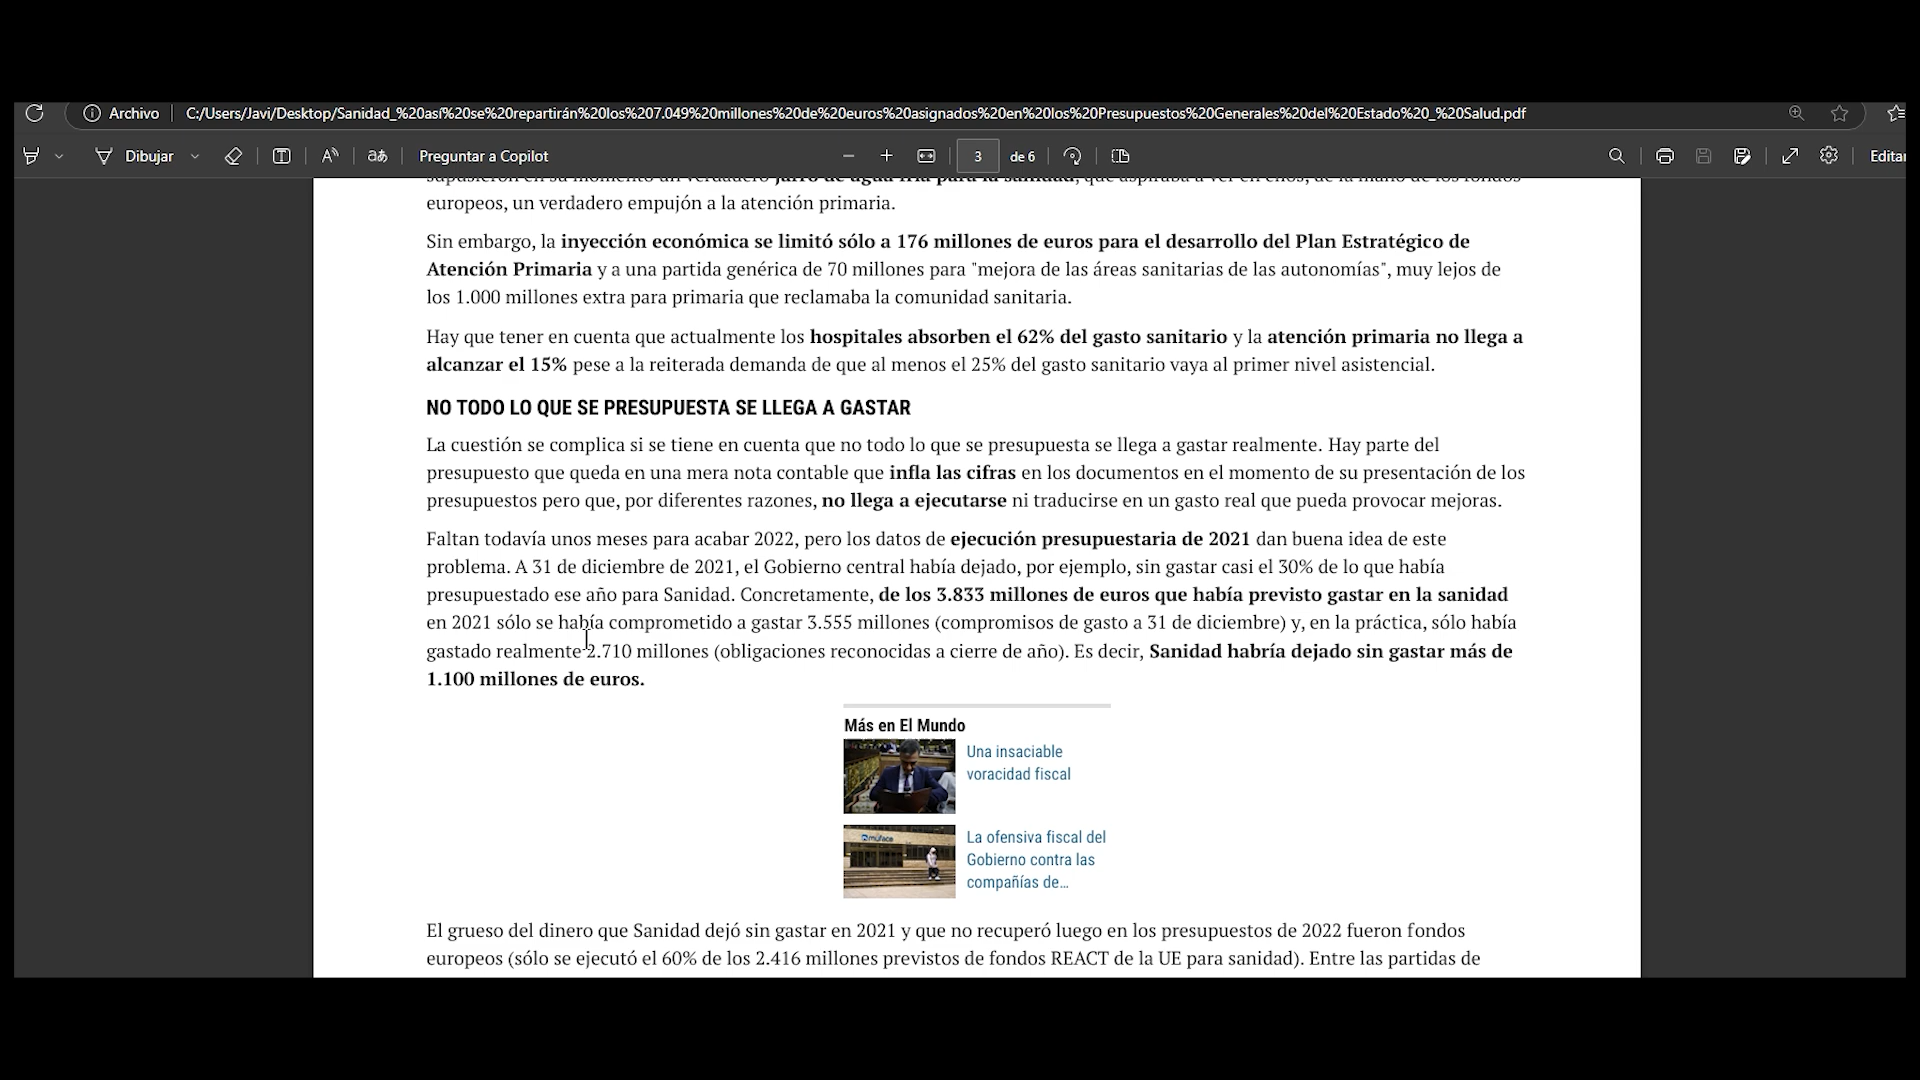 Archivo C:/Users/Javi/Desktop/Sanidad_%20así%20se%20repartirán%20los%207.049%20millones%20de%20euros%20asignados%20en%20los%20Presupuestos%20Generales%20del%20Estado%20_%20Salud.pdf
Dibujar Preguntar a Copilot 3 de 6 Editar
supusieron en su momento un verdadero jarro de agua fría para la sanidad, que aspiraba a ver en ellos, de la mano de los fondos
europeos, un verdadero empujón a la atención primaria.
Sin embargo, la inyección económica se limitó sólo a 176 millones de euros para el desarrollo del Plan Estratégico de
Atención Primaria y a una partida genérica de 70 millones para "mejora de las áreas sanitarias de las autonomías", muy lejos de
los 1.000 millones extra para primaria que reclamaba la comunidad sanitaria.
Hay que tener en cuenta que actualmente los hospitales absorben el 62% del gasto sanitario y la atención primaria no llega a
alcanzar el 15% pese a la reiterada demanda de que al menos el 25% del gasto sanitario vaya al primer nivel asistencial.
NO TODO LO QUE SE PRESUPUESTA SE LLEGA A GASTAR
La cuestión se complica si se tiene en cuenta que no todo lo que se presupuesta se llega a gastar realmente. Hay parte del
presupuesto que queda en una mera nota contable que infla las cifras en los documentos en el momento de su presentación de los
presupuestos pero que, por diferentes razones, no llega a ejecutarse ni traducirse en un gasto real que pueda provocar mejoras.
Faltan todavía unos meses para acabar 2022, pero los datos de ejecución presupuestaria de 2021 dan buena idea de este
problema. A 31 de diciembre de 2021, el Gobierno central había dejado, por ejemplo, sin gastar casi el 30% de lo que había
presupuestado ese año para Sanidad. Concretamente, de los 3.833 millones de euros que había previsto gastar en la sanidad
en 2021 sólo se había comprometido a gastar 3.555 millones (compromisos de gasto a 31 de diciembre) y, en la práctica, sólo había
gastado realmente 2.710 millones (obligaciones reconocidas a cierre de año). Es decir, Sanidad habría dejado sin gastar más de
1.100 millones de euros.
Más en El Mundo
Una insaciable
voracidad fiscal
muface
La ofensiva fiscal del
Gobierno contra las
compañías de...
El grueso del dinero que Sanidad dejó sin gastar en 2021 y que no recuperó luego en los presupuestos de 2022 fueron fondos
europeos (sólo se ejecutó el 60% de los 2.416 millones previstos de fondos REACT de la UE para sanidad). Entre las partidas de